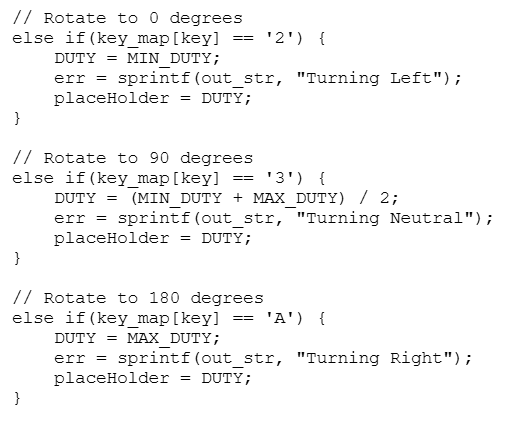 // Rotate to 0 degrees
else if(key_map[key] == '2') {
    DUTY = MIN_DUTY;
    err = sprintf(out_str, "Turning Left");
    placeHolder = DUTY;
}

// Rotate to 90 degrees
else if(key_map[key] == '3') {
    DUTY = (MIN_DUTY + MAX_DUTY) / 2;
    err = sprintf(out_str, "Turning Neutral");
    placeHolder = DUTY;
}

// Rotate to 180 degrees
else if(key_map[key] == 'A') {
    DUTY = MAX_DUTY;
    err = sprintf(out_str, "Turning Right");
    placeHolder = DUTY;
}